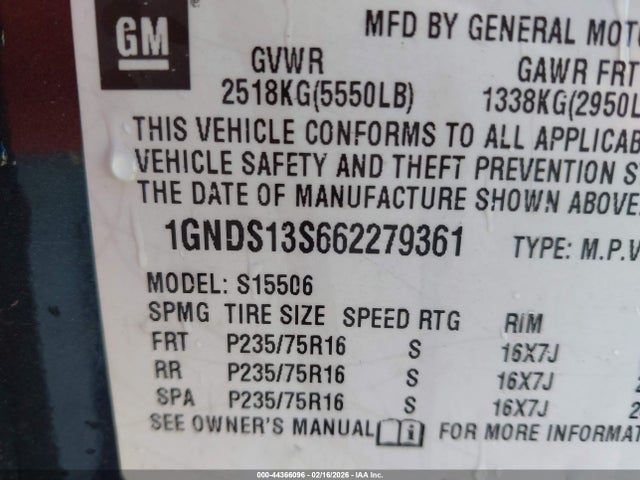 GM
MFD BY GENERAL
GVWR GAWR FRT
2518KG(5550LB) 1338KG(2950L
THIS VEHICLE CONFORMS TO ALL
VEHICLE SAFETY AND THEFT PREVENTION
THE DATE OF MANUFACTURE SHOWN ABOVE.
1GNDS13S662279361 TYPE: M.P.V
MODEL: S15506
SPMG TIRE SIZE SPEED RTG RIM
FRT P235/75R16 S 16X7J
RR P235/75R16 S 16X7J
SPA P235/75R16 S 16X7J
SEE OWNER'S MANUAL i FOR MORE
000-44366096 - 02/16/2026 - IAA Inc.